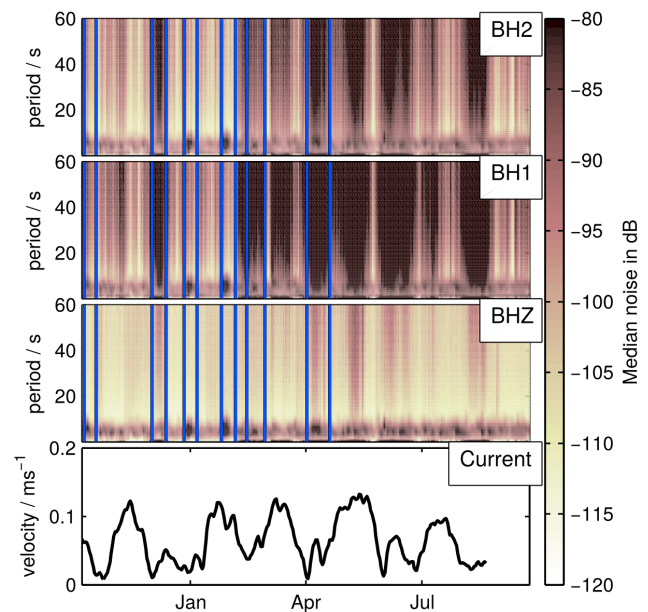 BH2
60
40
20
period / s
BH1
60
40
20
period / s
BHZ
60
40
20
period / s
Current
0.2
0.1
0
velocity / ms⁻¹
Jan
Apr
Jul
−80
−85
−90
−95
−100
−105
−110
−115
−120
Median noise in dB